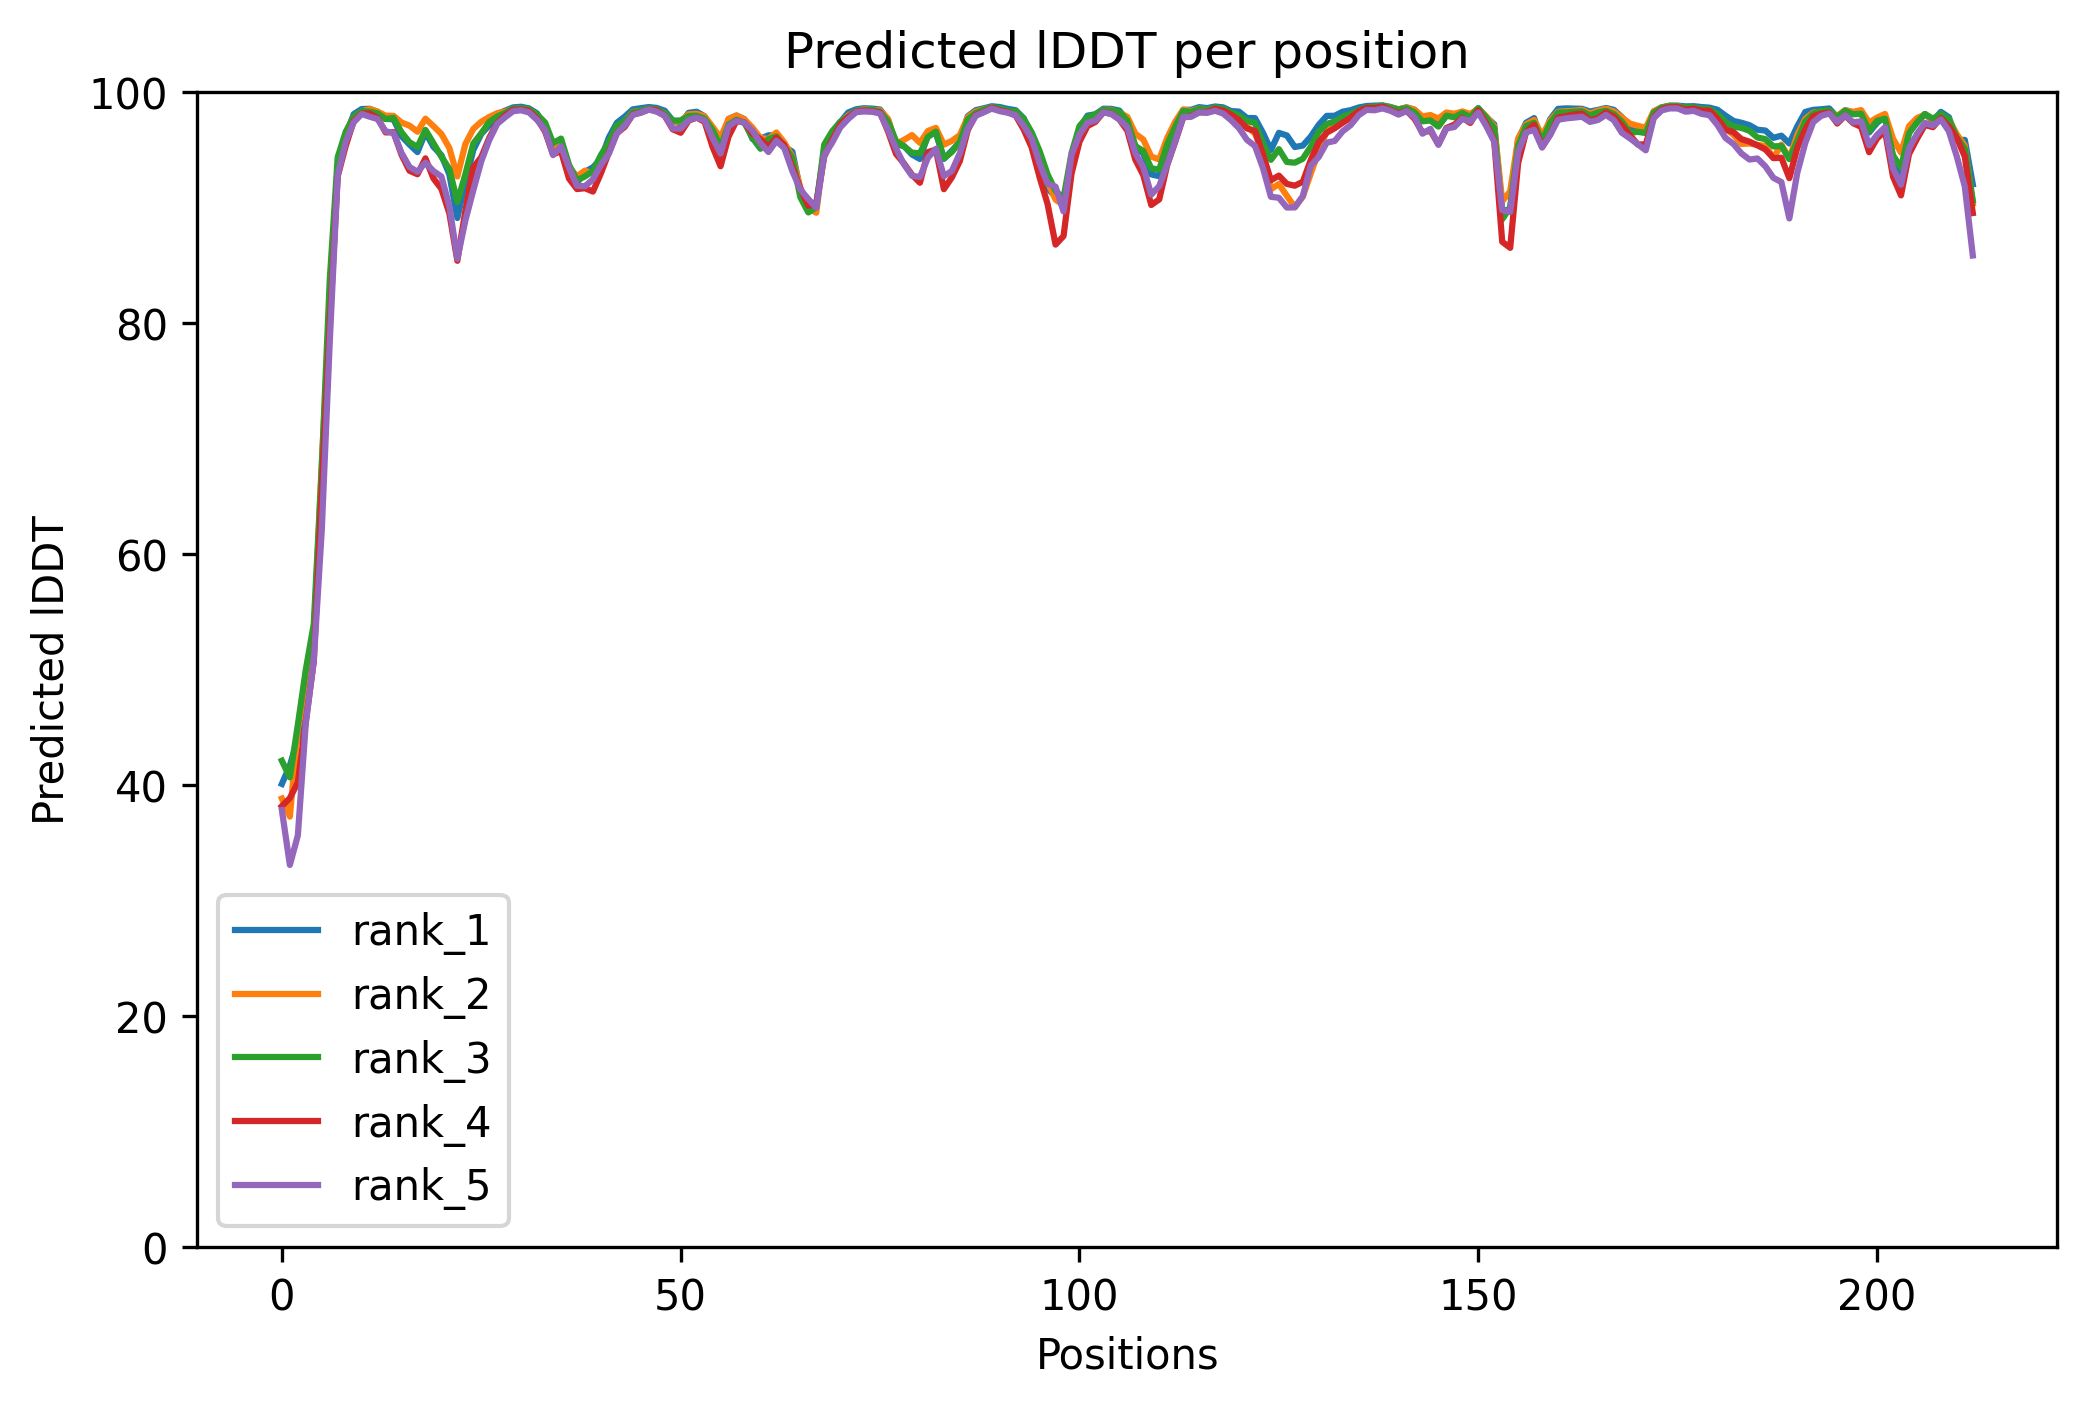 Predicted lDDT per position
100
80
60
40
20
0
Predicted lDDT
rank_1
rank_2
rank_3
rank_4
rank_5
0 50 100 150 200
Positions